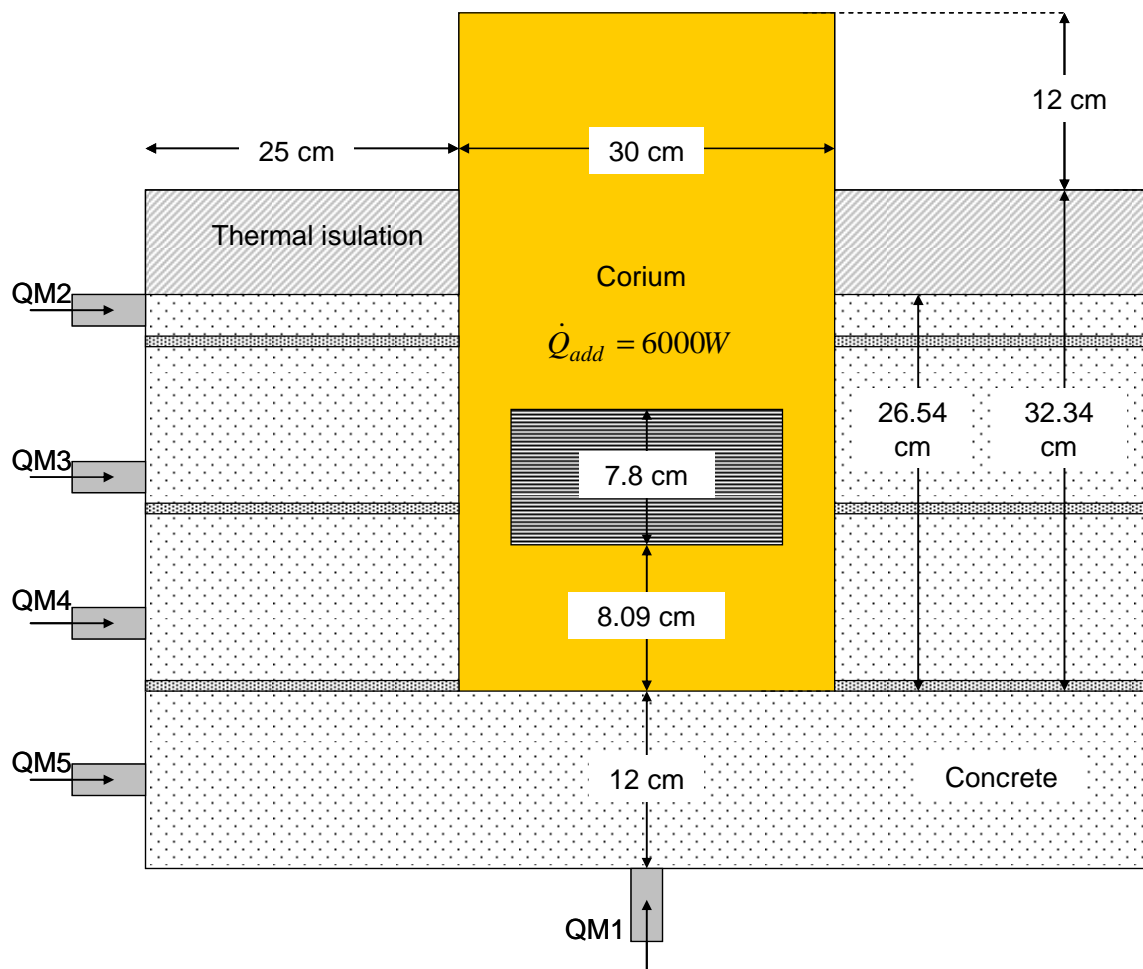 12 cm
25 cm
30 cm
Thermal isulation
Corium
QM2
Q̇add = 6000W
26.54
cm
32.34
cm
QM3
7.8 cm
QM4
8.09 cm
QM5
12 cm
Concrete
QM1